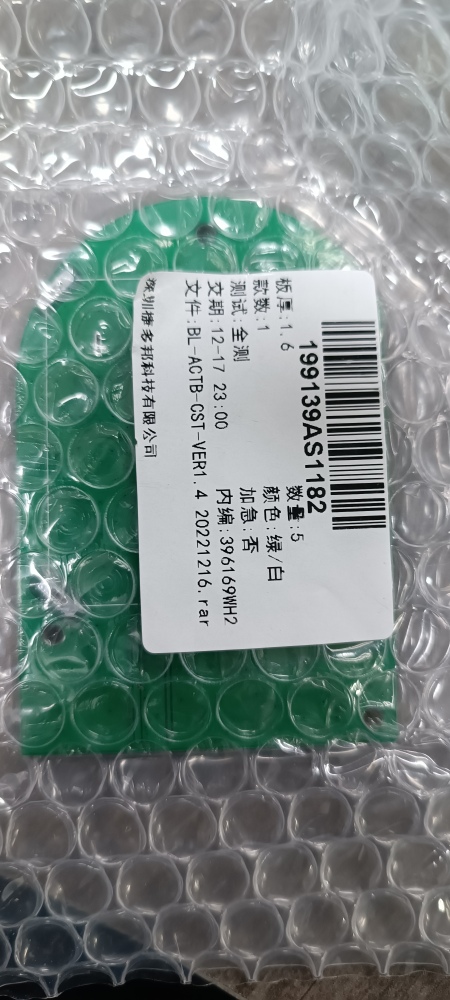 199139AS1182
板厚:1.6 数量:5
款数:1 颜色:绿/白
测试:全测 加急:否
交期:12-17 23:00 内编:396169WH2
文件:BL-ACTB-CST-VER1.4 20221216.rar
深圳捷多邦科技有限公司